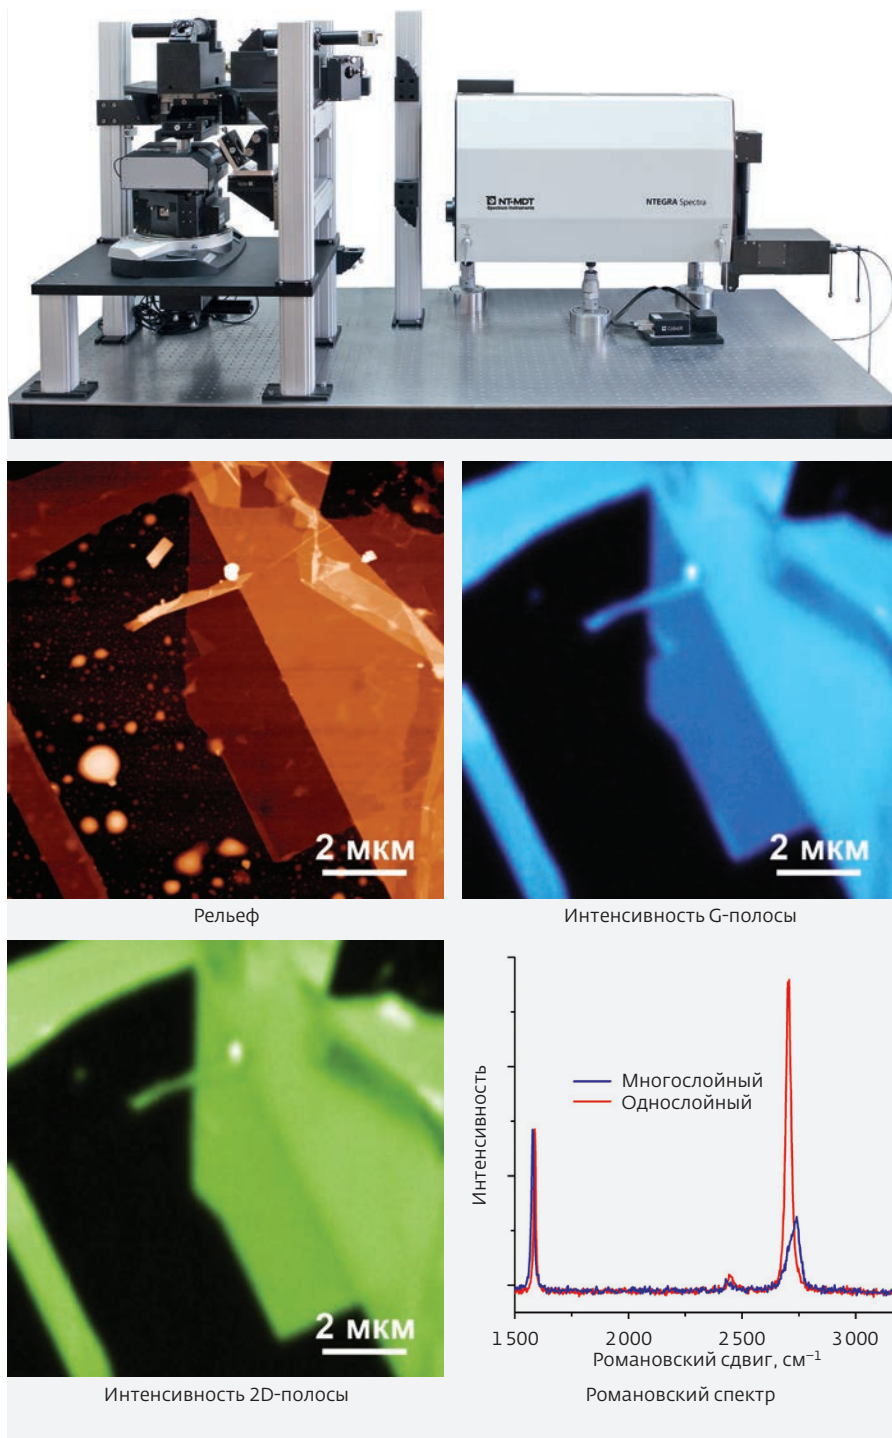 NT-MDT
Spectrum Instruments
NTEGRA Spectra
2 мкм
2 мкм
Рельеф
Интенсивность G-полосы
2 мкм
Интенсивность 2D-полосы
Интенсивность
Многослойный
Однослойный
1 500 2 000 2 500 3 000
Романовский сдвиг, см⁻¹
Романовский спектр